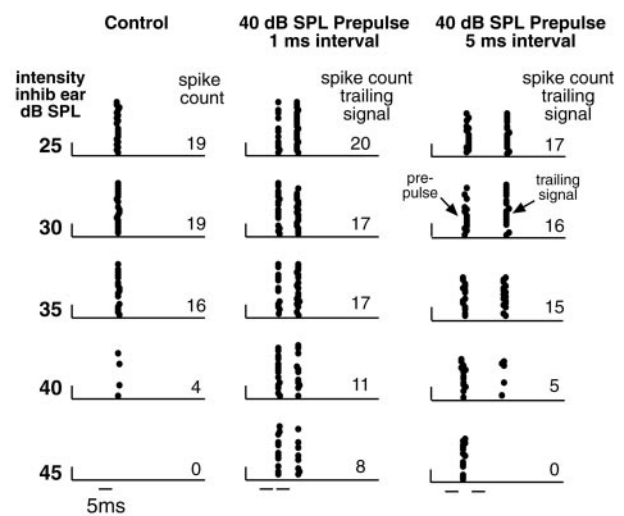 Control
40 dB SPL Prepulse
1 ms interval
40 dB SPL Prepulse
5 ms interval
intensity
inhib ear
dB SPL
spike
count
spike count
trailing
signal
spike count
trailing
signal
25 19 20 17
pre-
pulse
trailing
signal
30 19 17 16
35 16 17 15
40 4 11 5
45 0 8 0
5ms